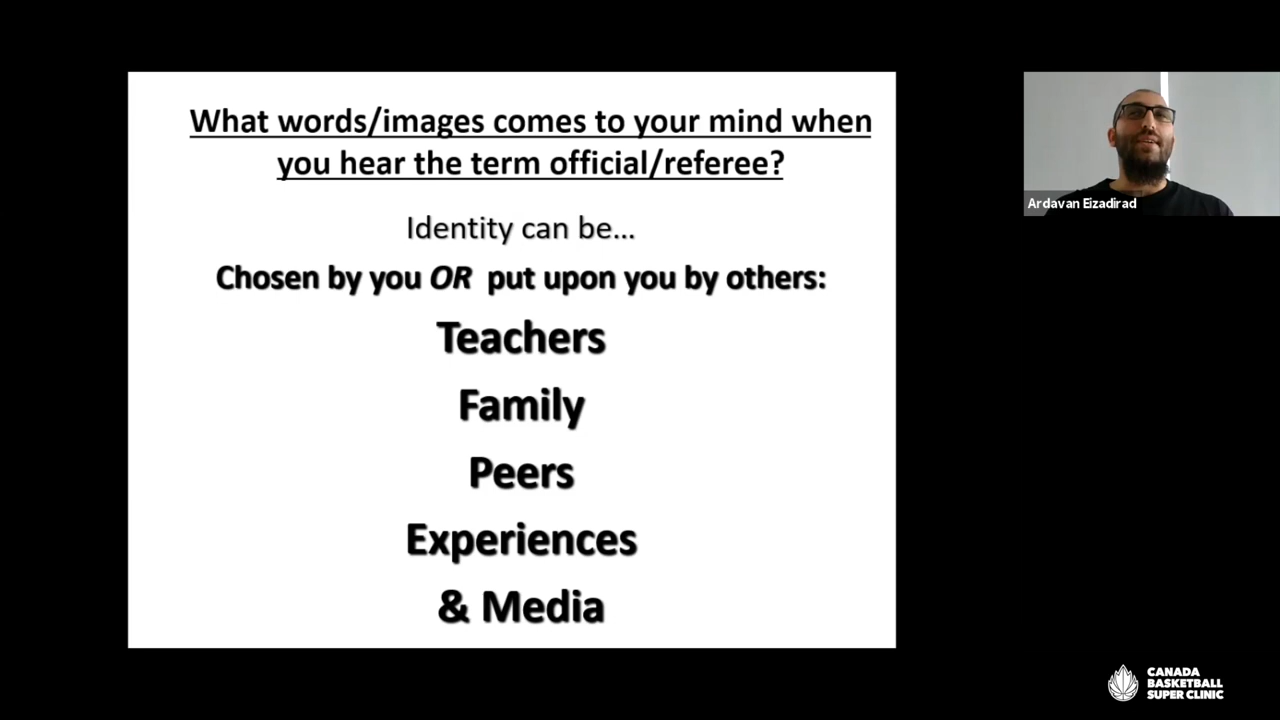 What words/images comes to your mind when
you hear the term official/referee?
Identity can be...
Chosen by you OR put upon you by others:
Teachers
Family
Peers
Experiences
& Media
Ardavan Eizadirad
CANADA
BASKETBALL
SUPER CLINIC